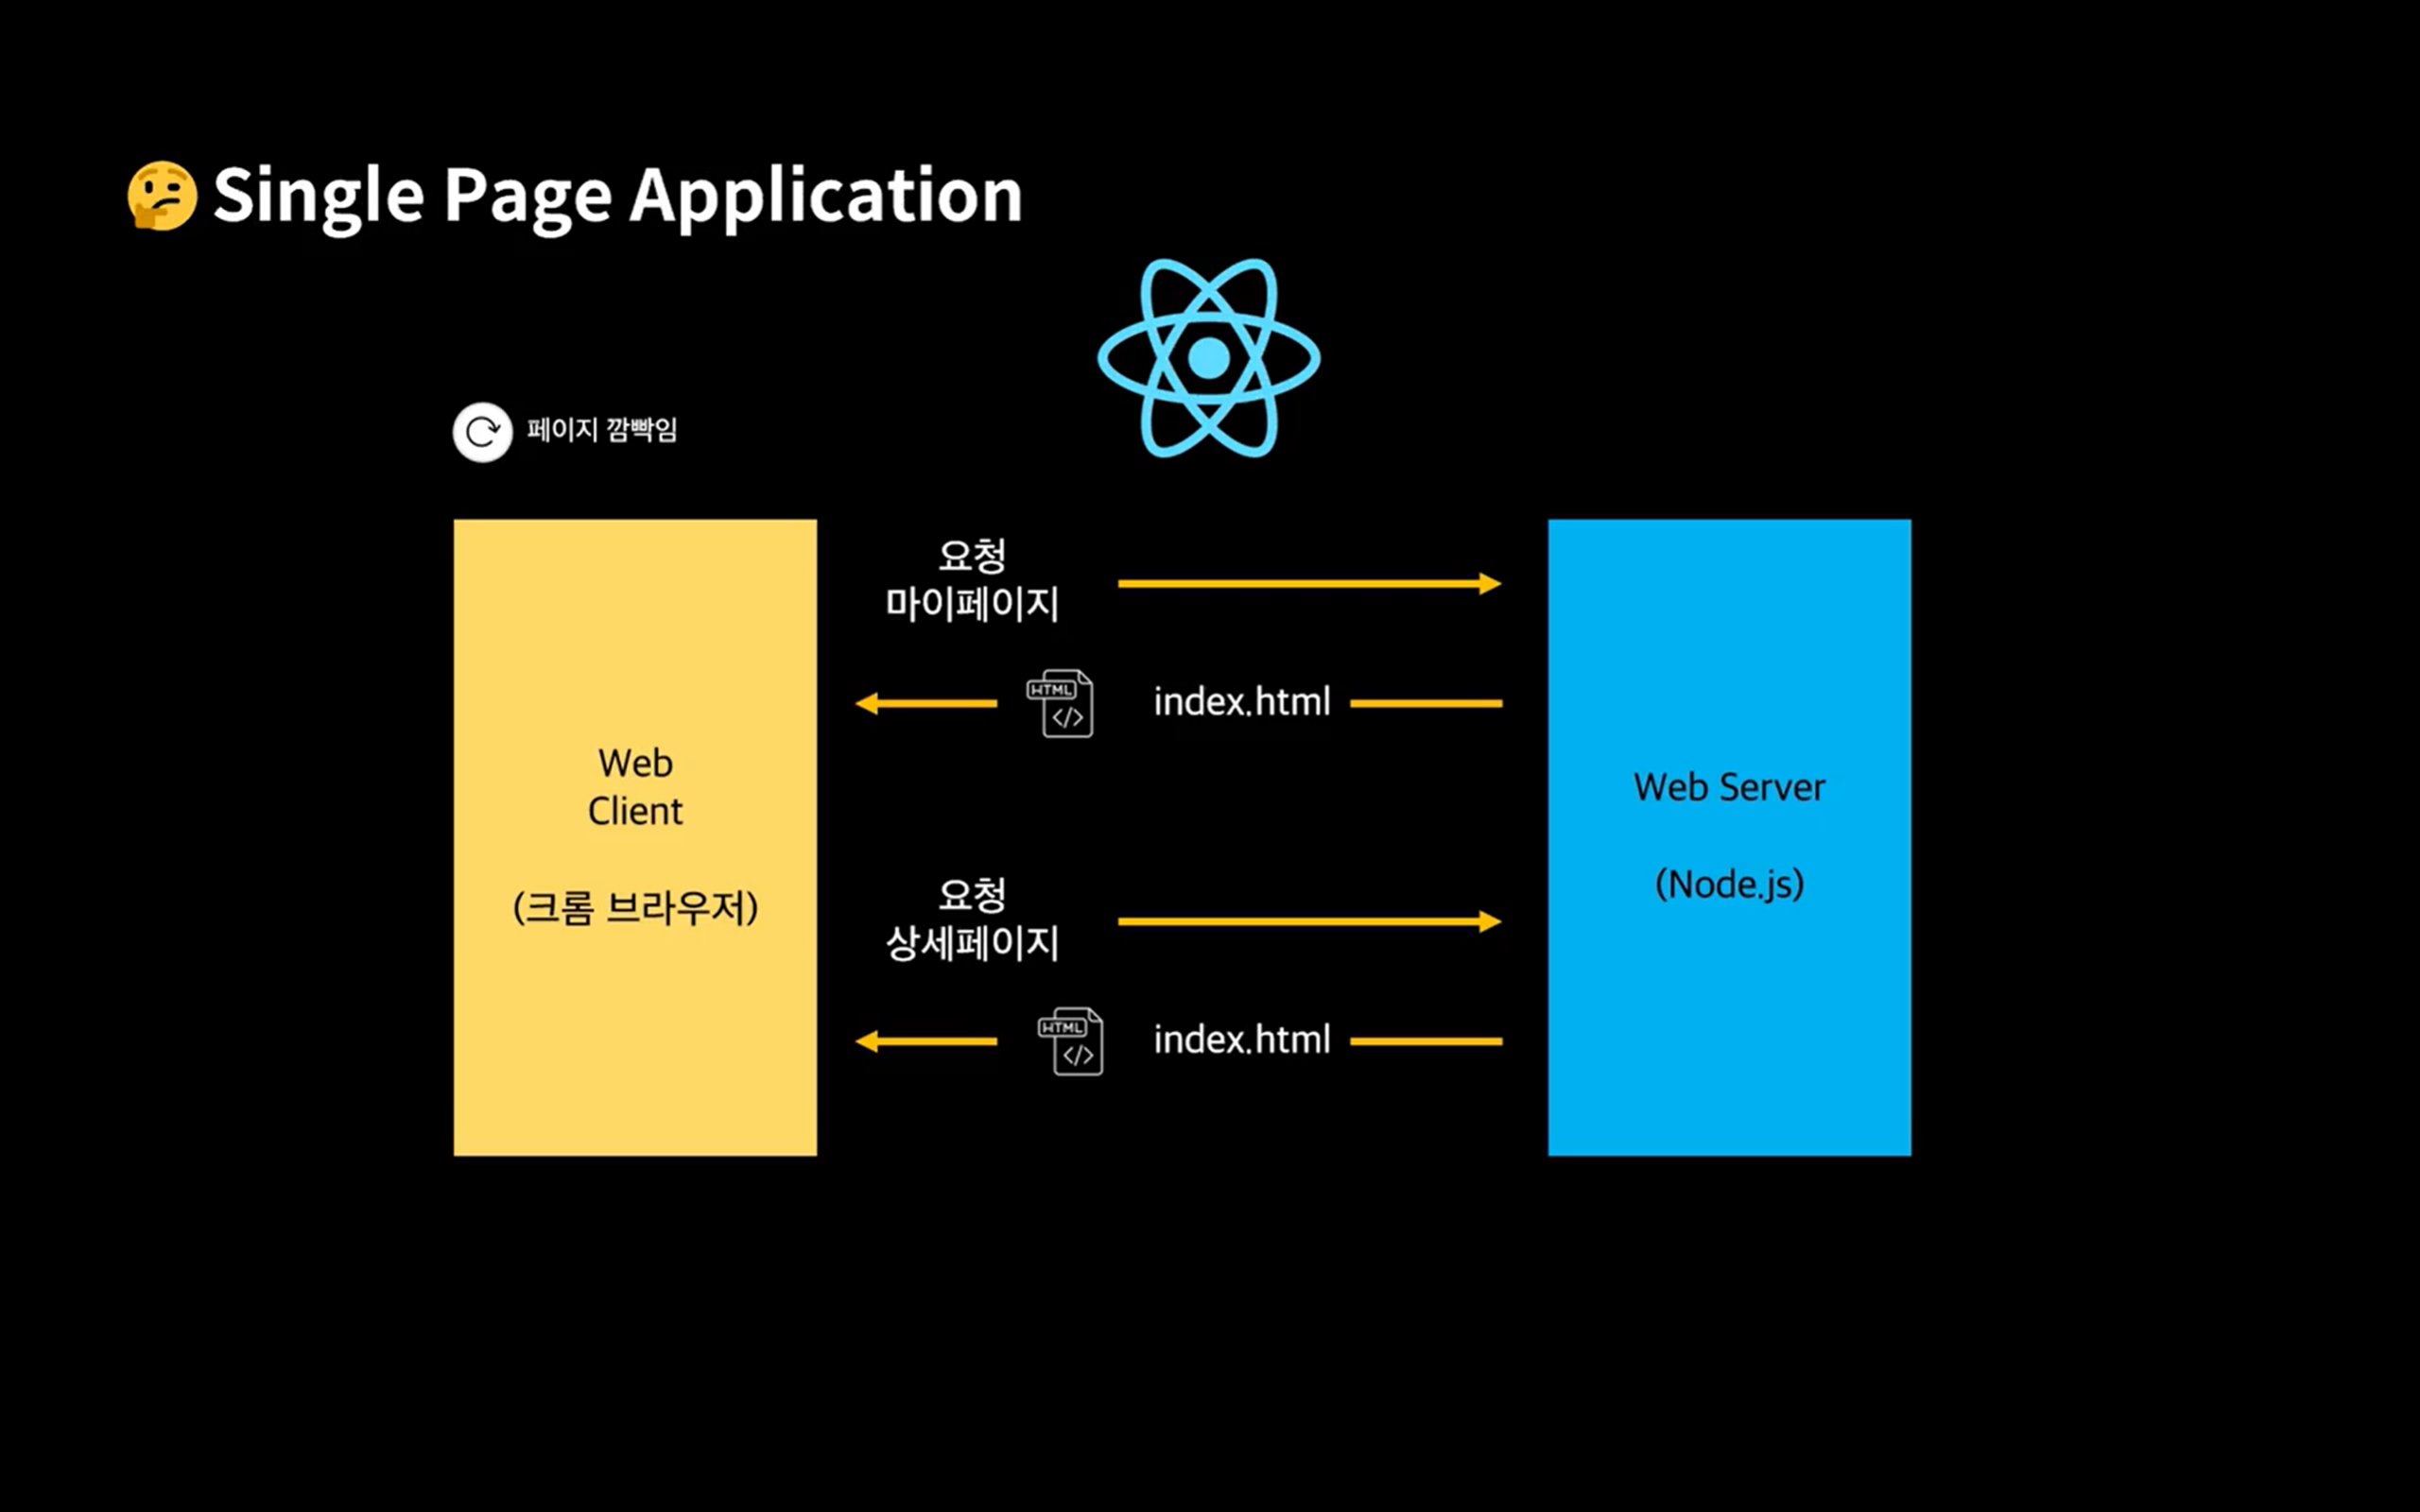 Single Page Application
페이지 깜빡임
요청
마이페이지
HTML
</>
index.html
Web
Client
(크롬 브라우저)
Web Server
(Node.js)
요청
상세페이지
HTML
</>
index.html